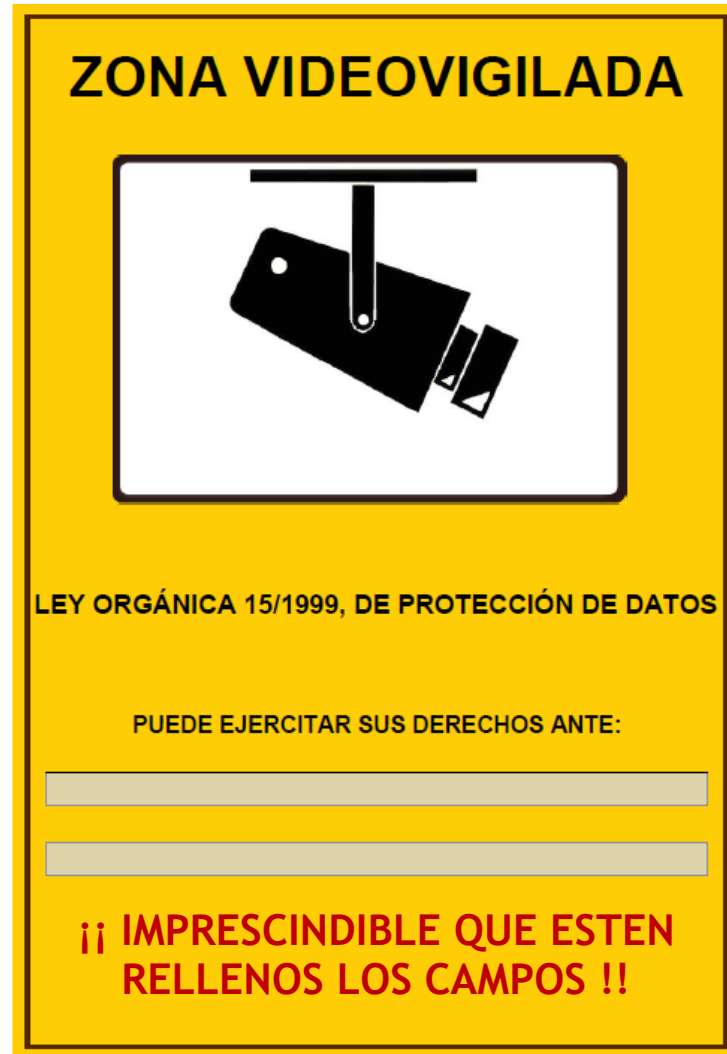 ZONA VIDEOVIGILADA
LEY ORGÁNICA 15/1999, DE PROTECCIÓN DE DATOS
PUEDE EJERCITAR SUS DERECHOS ANTE:
¡¡ IMPRESCINDIBLE QUE ESTEN
RELLENOS LOS CAMPOS !!